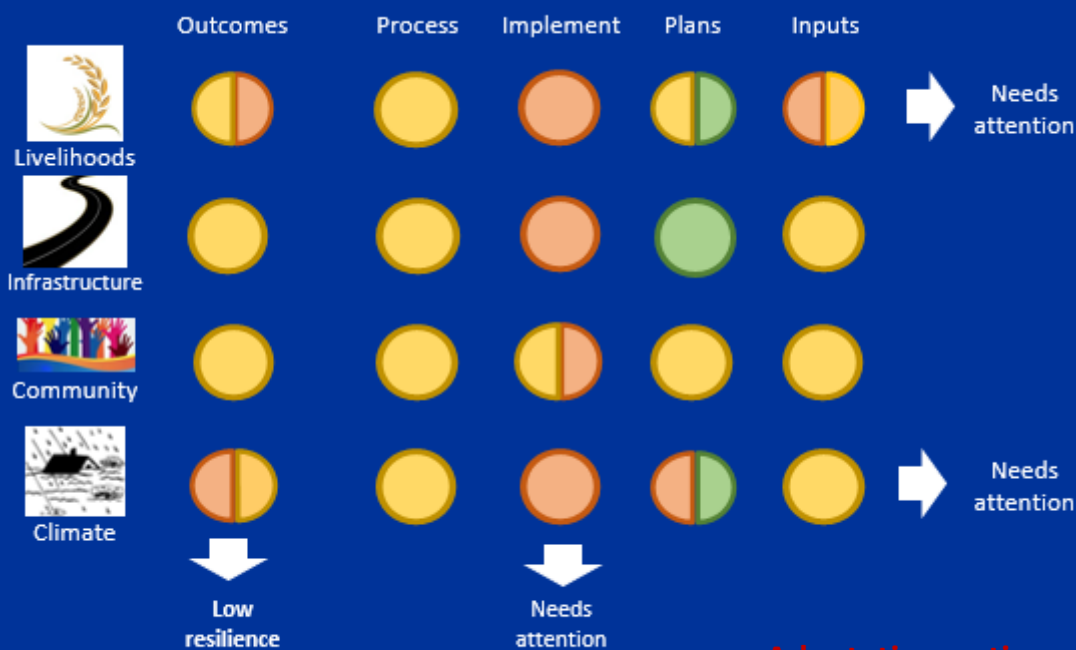 Outcomes Process Implement Plans Inputs
Livelihoods
Needs
attention
Infrastructure
Community
Climate
Needs
attention
Low
resilience
Needs
attention